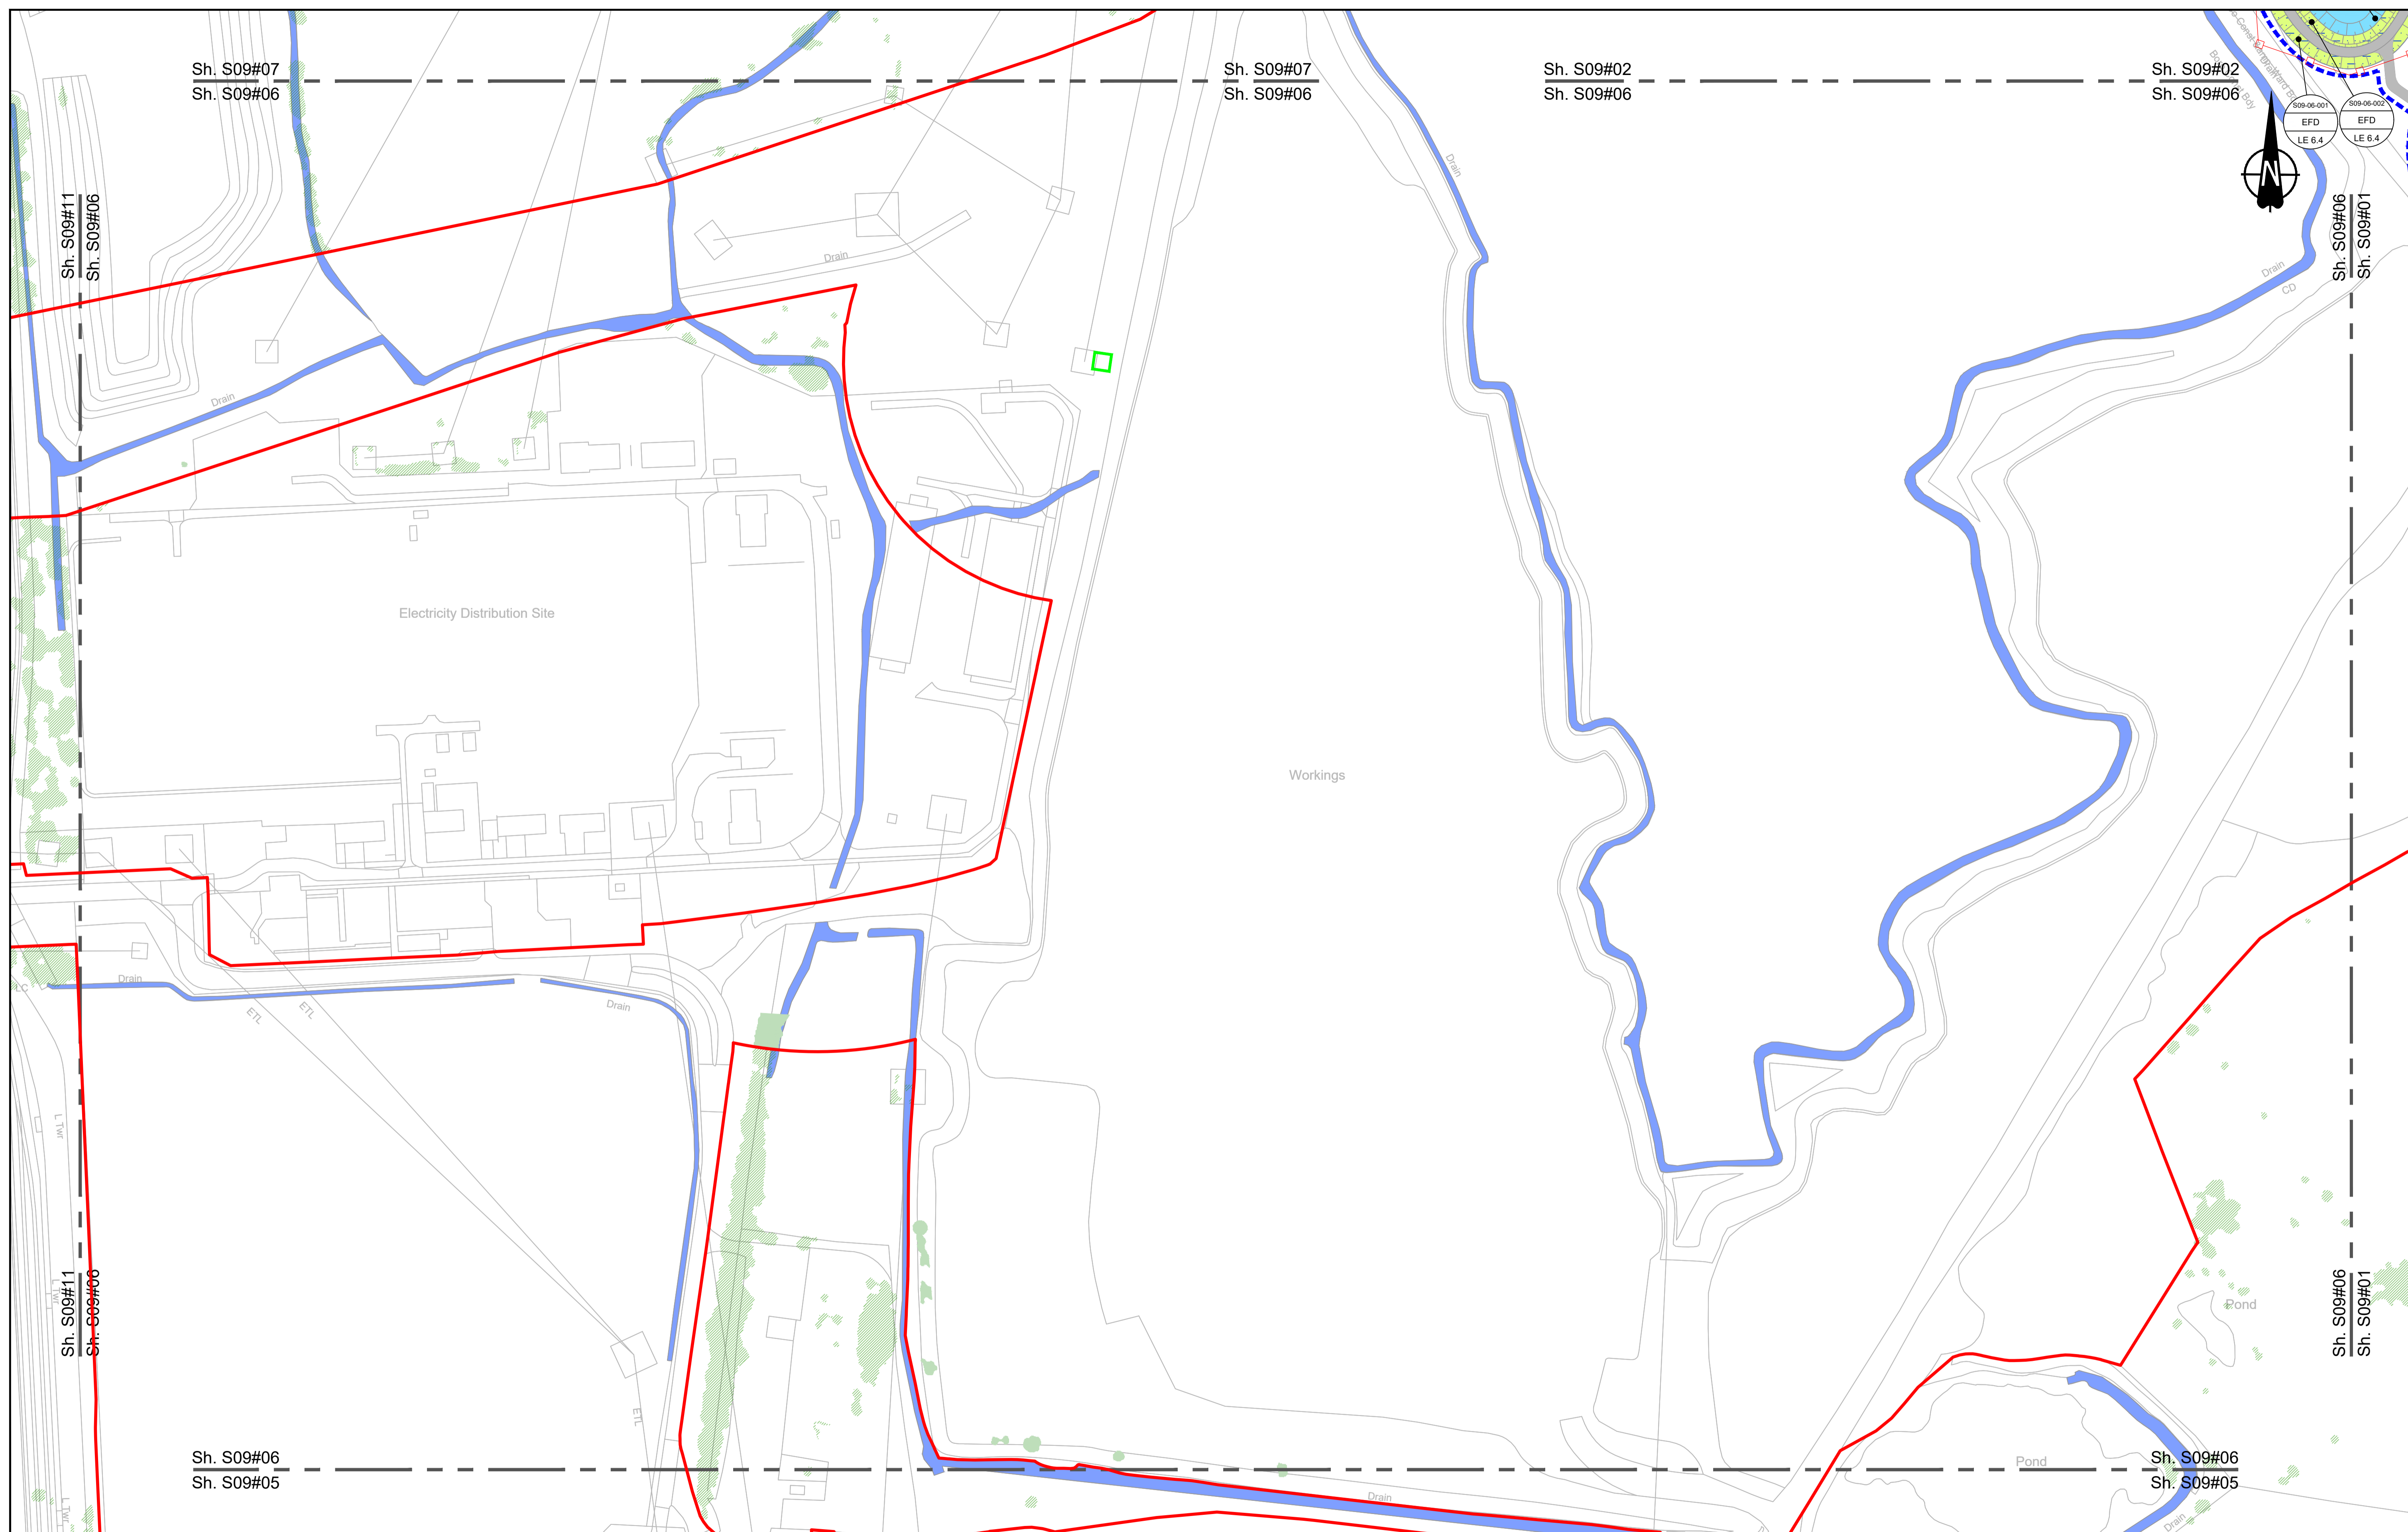 Sh. S09#07
Sh. S09#06
Sh. S09#07
Sh. S09#06
Sh. S09#02
Sh. S09#06
Sh. S09#02
Sh. S09#06
S09-06-001
EFD
LE 6.4
S09-06-002
EFD
LE 6.4
N
Sh. S09#11
Sh. S09#06
Sh. S09#06
Sh. S09#01
Drain
Drain
Drain
CD
Drain
Electricity Distribution Site
Workings
Drain
LC
ETL
ETL
Drain
L Twr
Sh. S09#11
Sh. S09#06
L Twr
Pond
Sh. S09#06
Sh. S09#01
ETL
Sh. S09#06
Sh. S09#05
Pond
Sh. S09#06
Sh. S09#05
Drain
L Twr
Drain